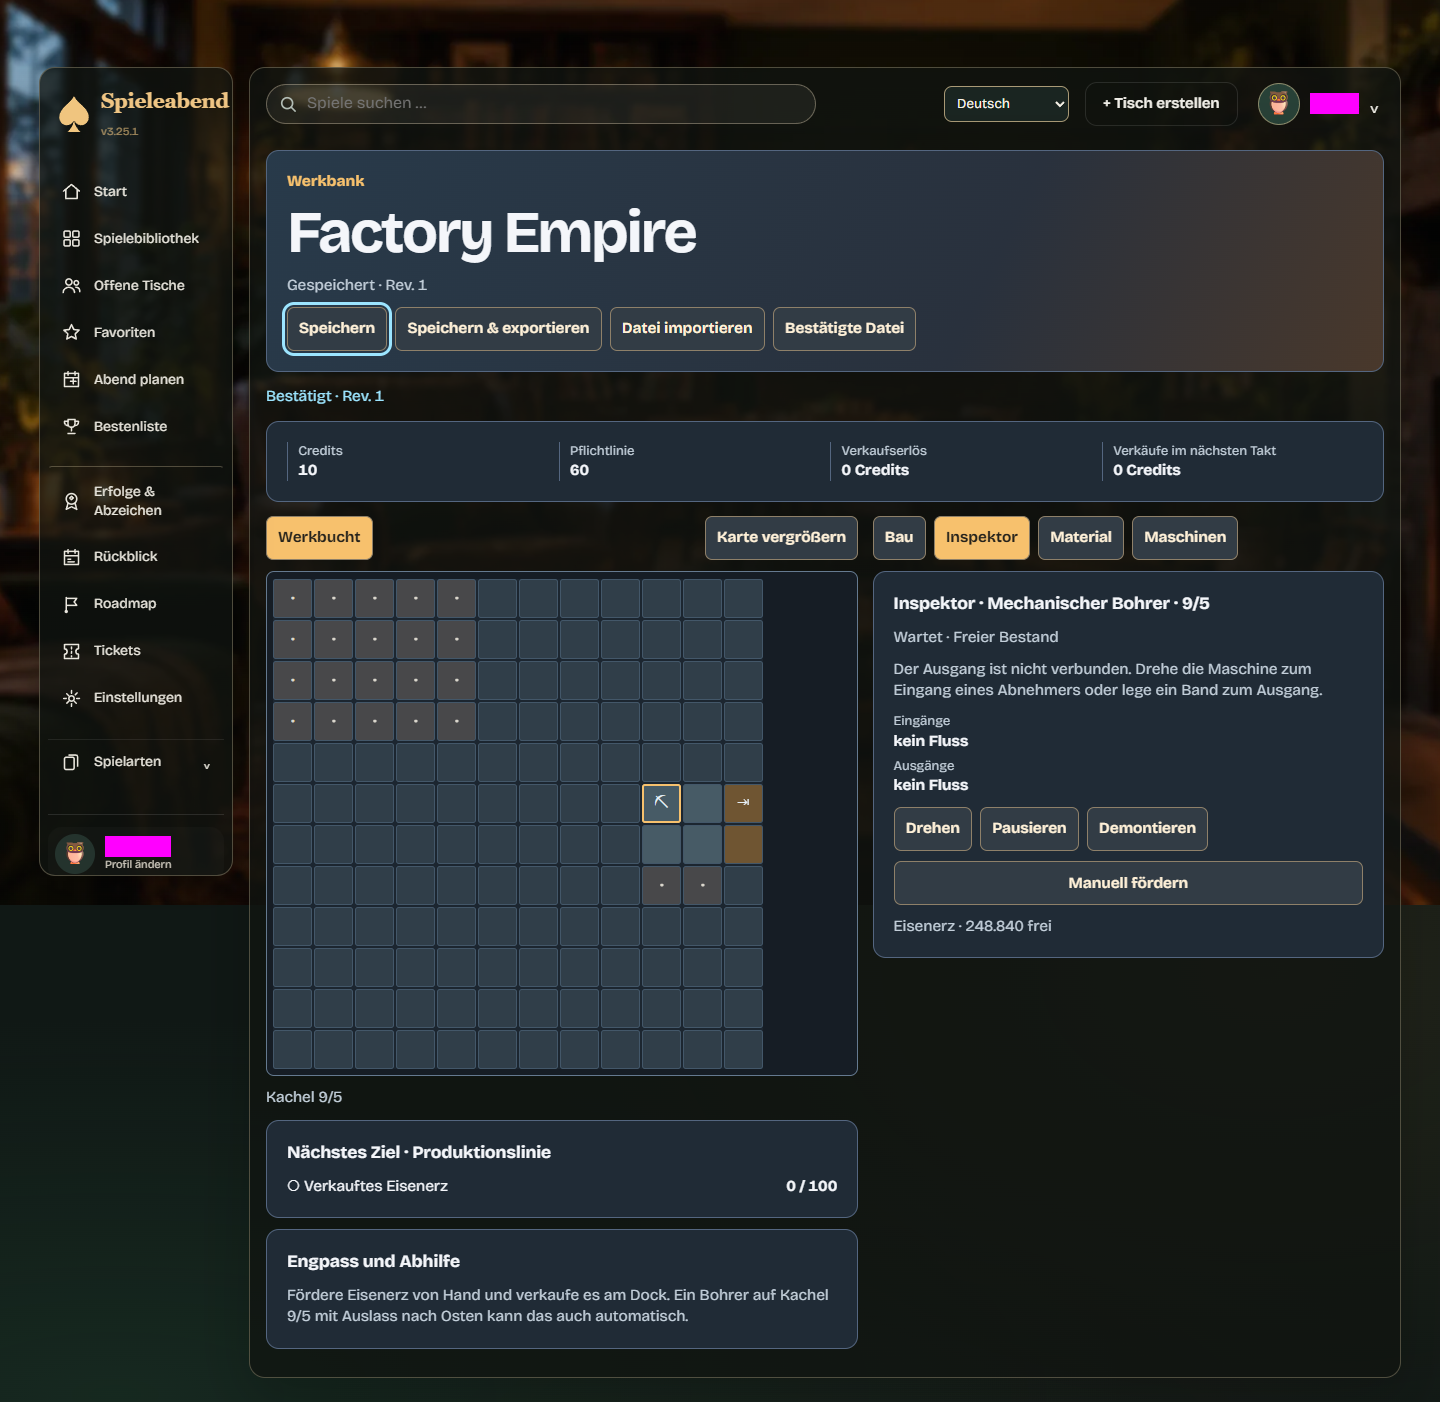 Spieleabend
v3.25.1
Start
Spielebibliothek
Offene Tische
Favoriten
Abend planen
Bestenliste
Erfolge &
Abzeichen
Rückblick
Roadmap
Tickets
Einstellungen
Spielarten
v
Profil ändern
Spiele suchen ...
Deutsch
+ Tisch erstellen
v
Werkbank
Factory Empire
Gespeichert · Rev. 1
Speichern
Speichern & exportieren
Datei importieren
Bestätigte Datei
Bestätigt · Rev. 1
Credits
10
Pflichtlinie
60
Verkaufserlös
0 Credits
Verkäufe im nächsten Takt
0 Credits
Werkbucht
Karte vergrößern
Kachel 9/5
Nächstes Ziel · Produktionslinie
Verkauftes Eisenerz
0 / 100
Engpass und Abhilfe
Fördere Eisenerz von Hand und verkaufe es am Dock. Ein Bohrer auf Kachel
9/5 mit Auslass nach Osten kann das auch automatisch.
Bau
Inspektor
Material
Maschinen
Inspektor · Mechanischer Bohrer · 9/5
Wartet · Freier Bestand
Der Ausgang ist nicht verbunden. Drehe die Maschine zum
Eingang eines Abnehmers oder lege ein Band zum Ausgang.
Eingänge
kein Fluss
Ausgänge
kein Fluss
Drehen
Pausieren
Demontieren
Manuell fördern
Eisenerz · 248.840 frei